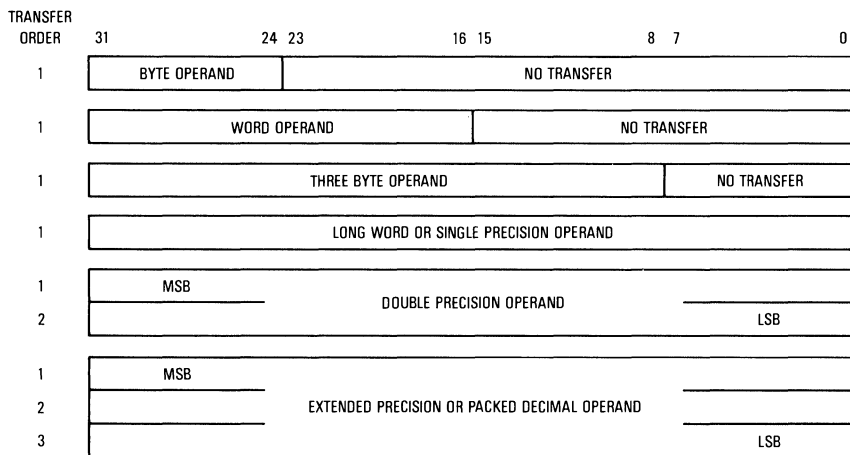 TRANSFER
ORDER 31 24 23 16 15 8 7 0
1 BYTE OPERAND NO TRANSFER
1 WORD OPERAND NO TRANSFER
1 THREE BYTE OPERAND NO TRANSFER
1 LONG WORD OR SINGLE PRECISION OPERAND
1 MSB
DOUBLE PRECISION OPERAND
2 LSB
1 MSB
2 EXTENDED PRECISION OR PACKED DECIMAL OPERAND
3 LSB